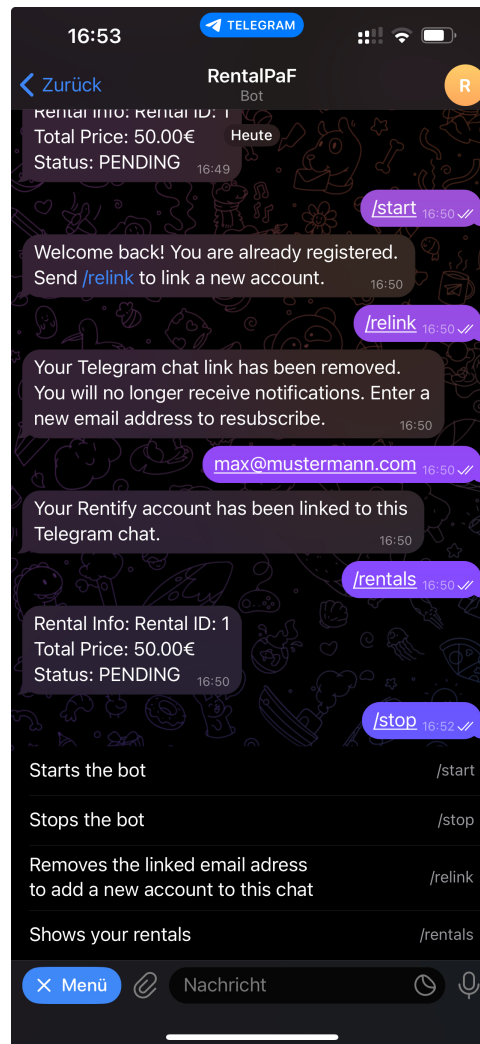 16:53
TELEGRAM
Zurück
RentalPaF
Bot
R
Rental Info: Rental ID: 1
Total Price: 50.00€
Heute
Status: PENDING 16:49
/start 16:50
Welcome back! You are already registered.
Send /relink to link a new account. 16:50
/relink 16:50
Your Telegram chat link has been removed.
You will no longer receive notifications. Enter a
new email address to resubscribe. 16:50
max@mustermann.com 16:50
Your Rentify account has been linked to this
Telegram chat. 16:50
/rentals 16:50
Rental Info: Rental ID: 1
Total Price: 50.00€
Status: PENDING 16:50
/stop 16:52
Starts the bot /start
Stops the bot /stop
Removes the linked email adress
to add a new account to this chat /relink
Shows your rentals /rentals
Menü Nachricht